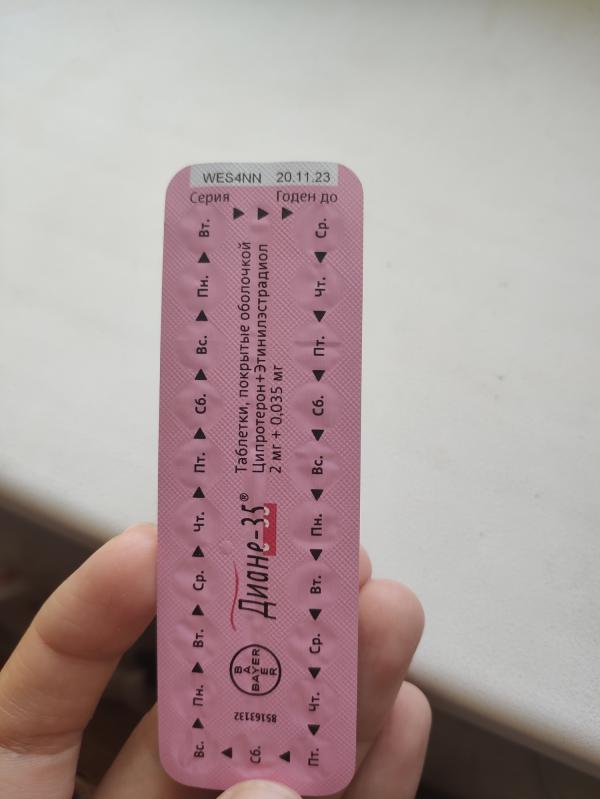 WES4NN 20.11.23
Серия Годен до
Вс. Пн. Вт. Ср. Чт. Пт. Сб. Вс. Пн. Вт.
Диане-35®
Таблетки, покрытые оболочкой
Ципротерон+Этинилэстрадиол
2 мг + 0,035 мг
BAYER
BAYER
85163132
Сб.
Пт. Чт. Ср. Вт. Пн. Вс. Сб. Пт. Чт. Ср.